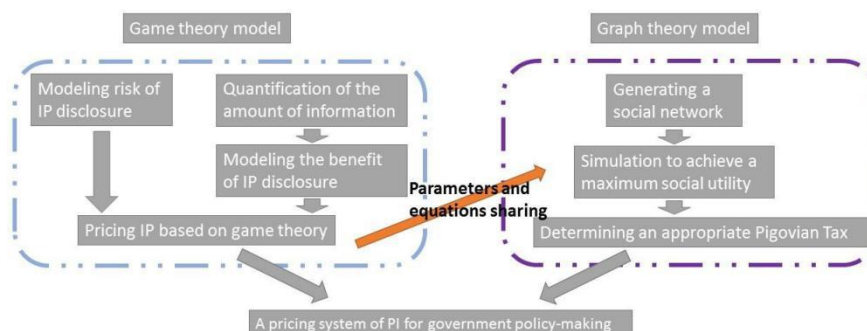 Game theory model
Graph theory model
Modeling risk of
IP disclosure
Quantification of the
amount of information
Modeling the benefit
of IP disclosure
Pricing IP based on game theory
Parameters and
equations sharing
Generating a
social network
Simulation to achieve a
maximum social utility
Determining an appropriate Pigovian Tax
A pricing system of PI for government policy-making